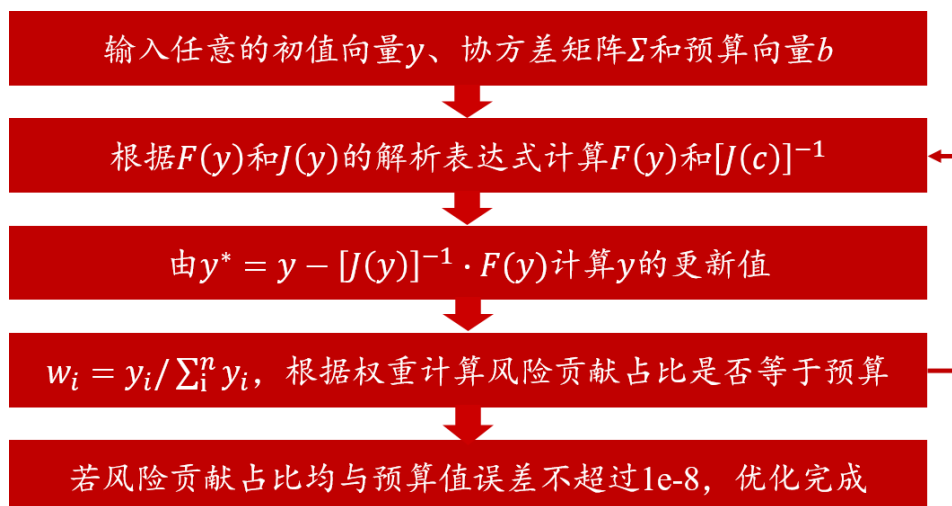 输入任意的初值向量y、协方差矩阵Σ和预算向量b
根据F(y)和J(y)的解析表达式计算F(y)和[J(c)]⁻¹
由y* = y − [J(y)]⁻¹ · F(y)计算y的更新值
wᵢ = yᵢ/∑ᵢⁿ yᵢ，根据权重计算风险贡献占比是否等于预算
若风险贡献占比均与预算值误差不超过1e-8，优化完成